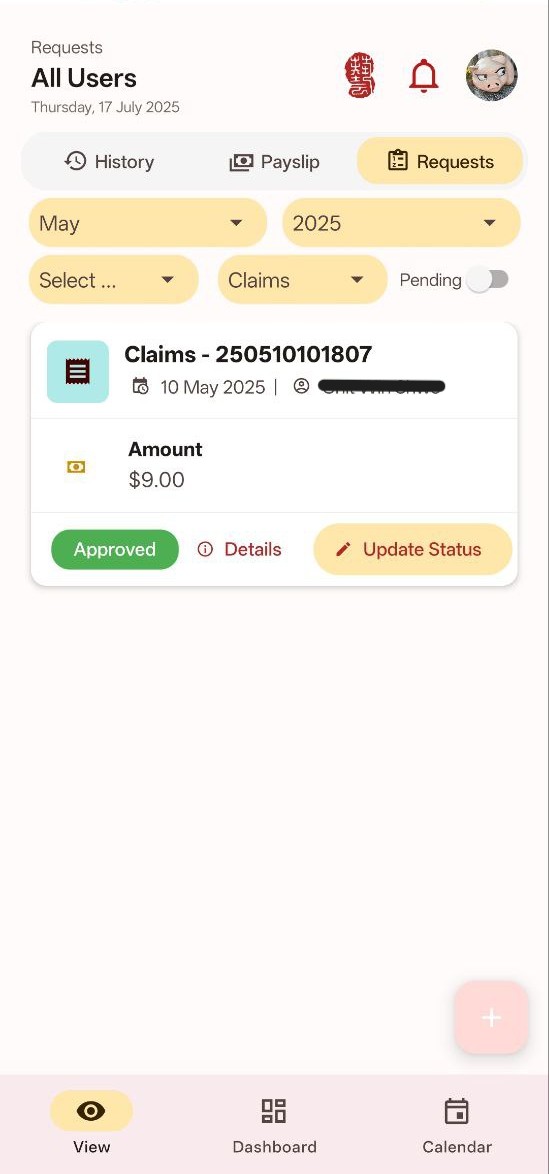 Requests
All Users
Thursday, 17 July 2025
History
Payslip
Requests
May
2025
Select ...
Claims
Pending
Claims - 250510101807
10 May 2025 |
Amount
$9.00
Approved
Details
Update Status
View
Dashboard
Calendar